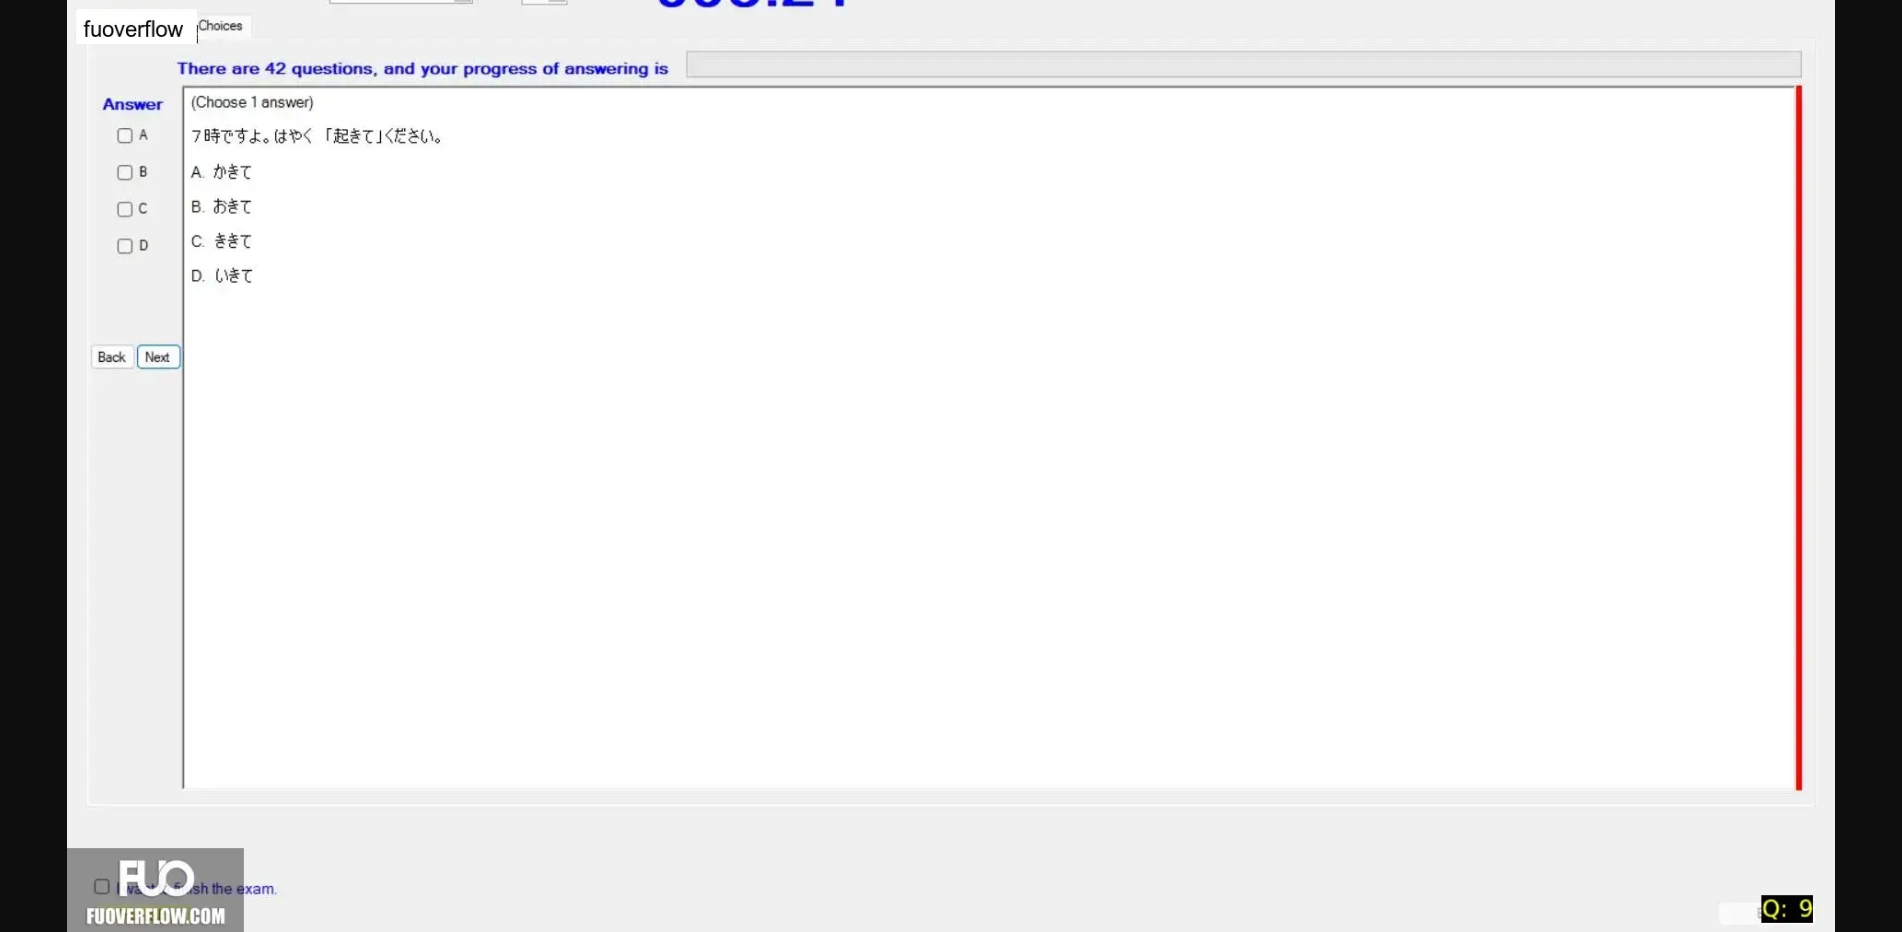 fuoverflow
Choices
There are 42 questions, and your progress of answering is
Answer
(Choose 1 answer)
A
７時ですよ。はやく 「起きて」ください。
B
A. かきて
C
B. おきて
D
C. ききて
D. いきて
Back
Next
FUO
I want finish the exam.
FUOVERFLOW.COM
Q: 9